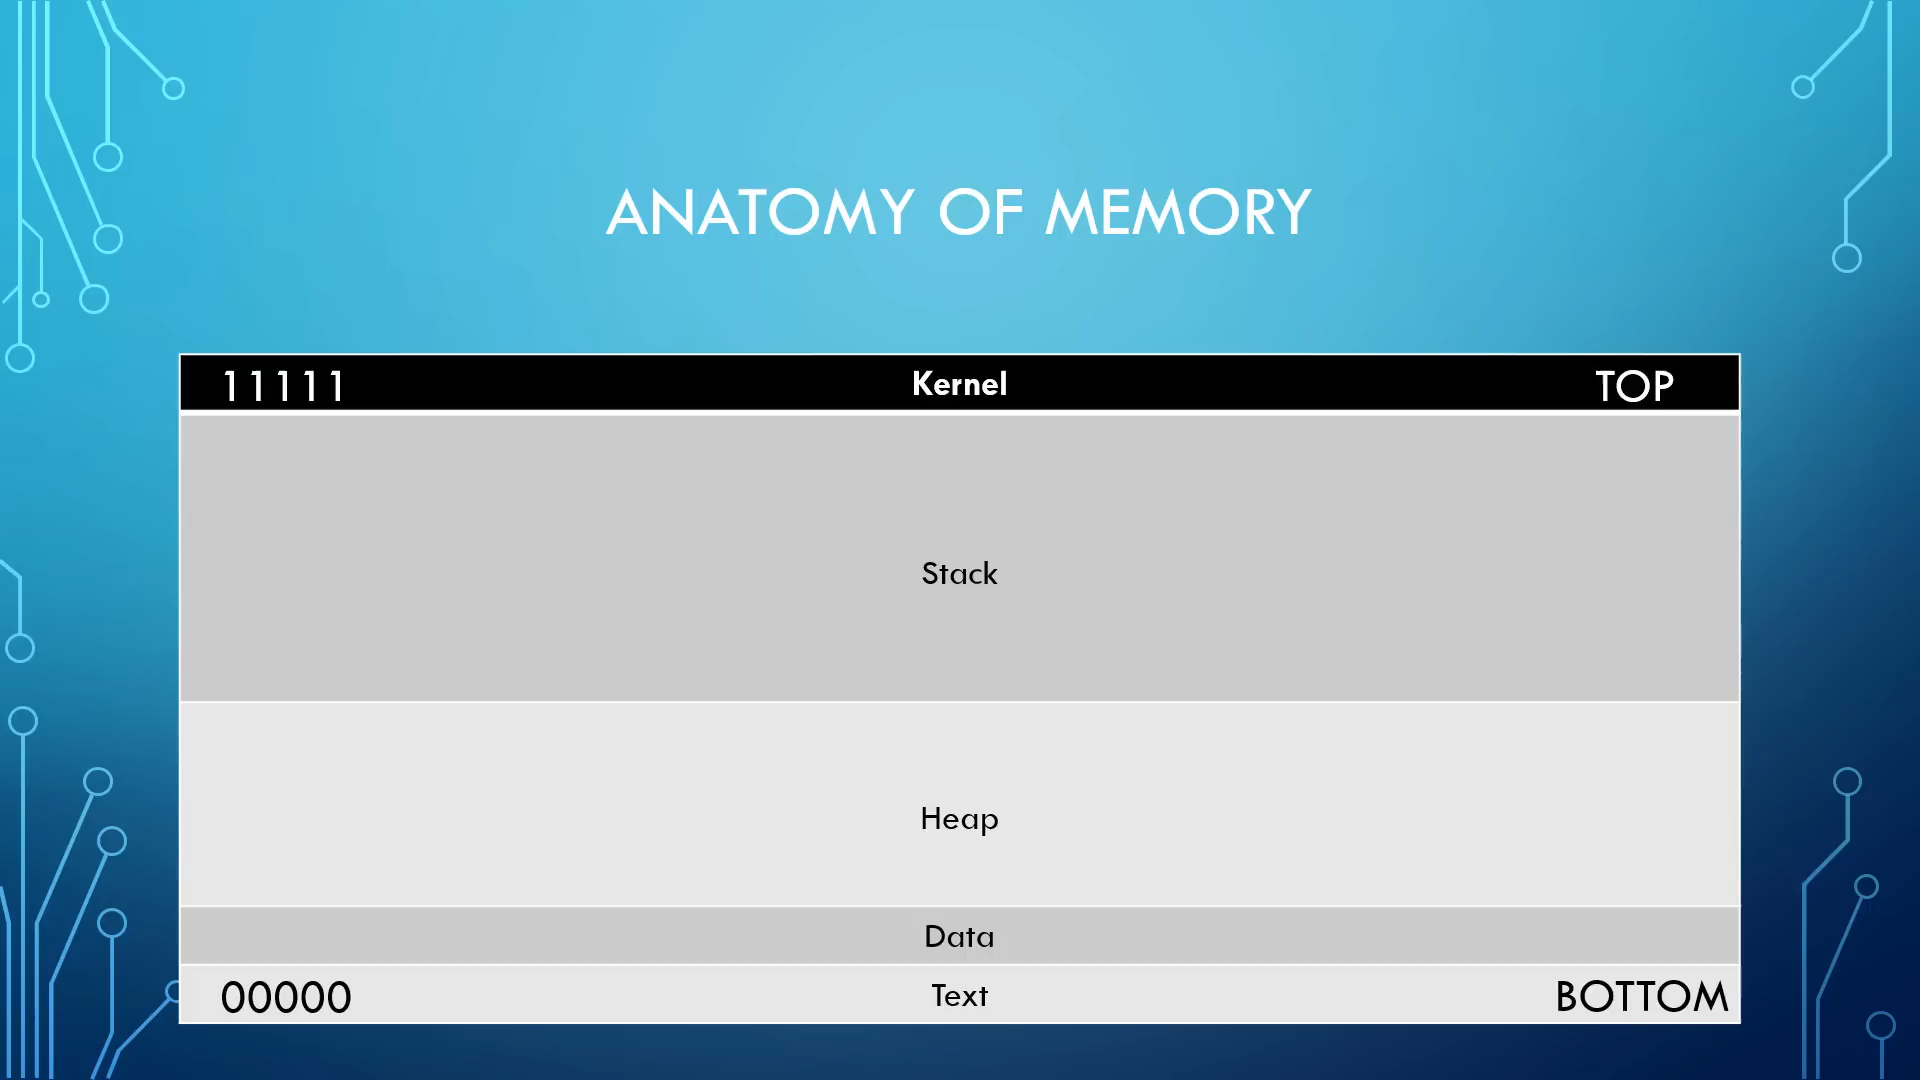 ANATOMY OF MEMORY
11111 Kernel TOP
Stack
Heap
Data
00000 Text BOTTOM